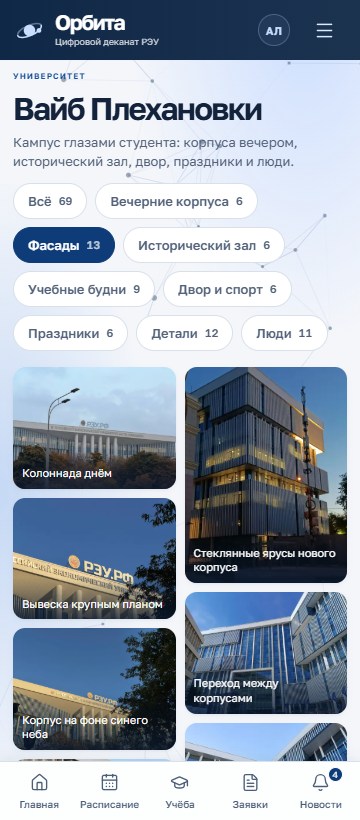 Орбита
Цифровой деканат РЭУ
АЛ
УНИВЕРСИТЕТ
Вайб Плехановки
Кампус глазами студента: корпуса вечером,
исторический зал, двор, праздники и люди.
Всё 69
Вечерние корпуса 6
Фасады 13
Исторический зал 6
Учебные будни 9
Двор и спорт 6
Праздники 6
Детали 12
Люди 11
РЭУ.РФ
Колоннада днём
Стеклянные ярусы нового
корпуса
РЭУ.РФ
Вывеска крупным планом
Переход между
корпусами
РЭУ.РФ
Корпус на фоне синего
неба
4
Главная
Расписание
Учёба
Заявки
Новости